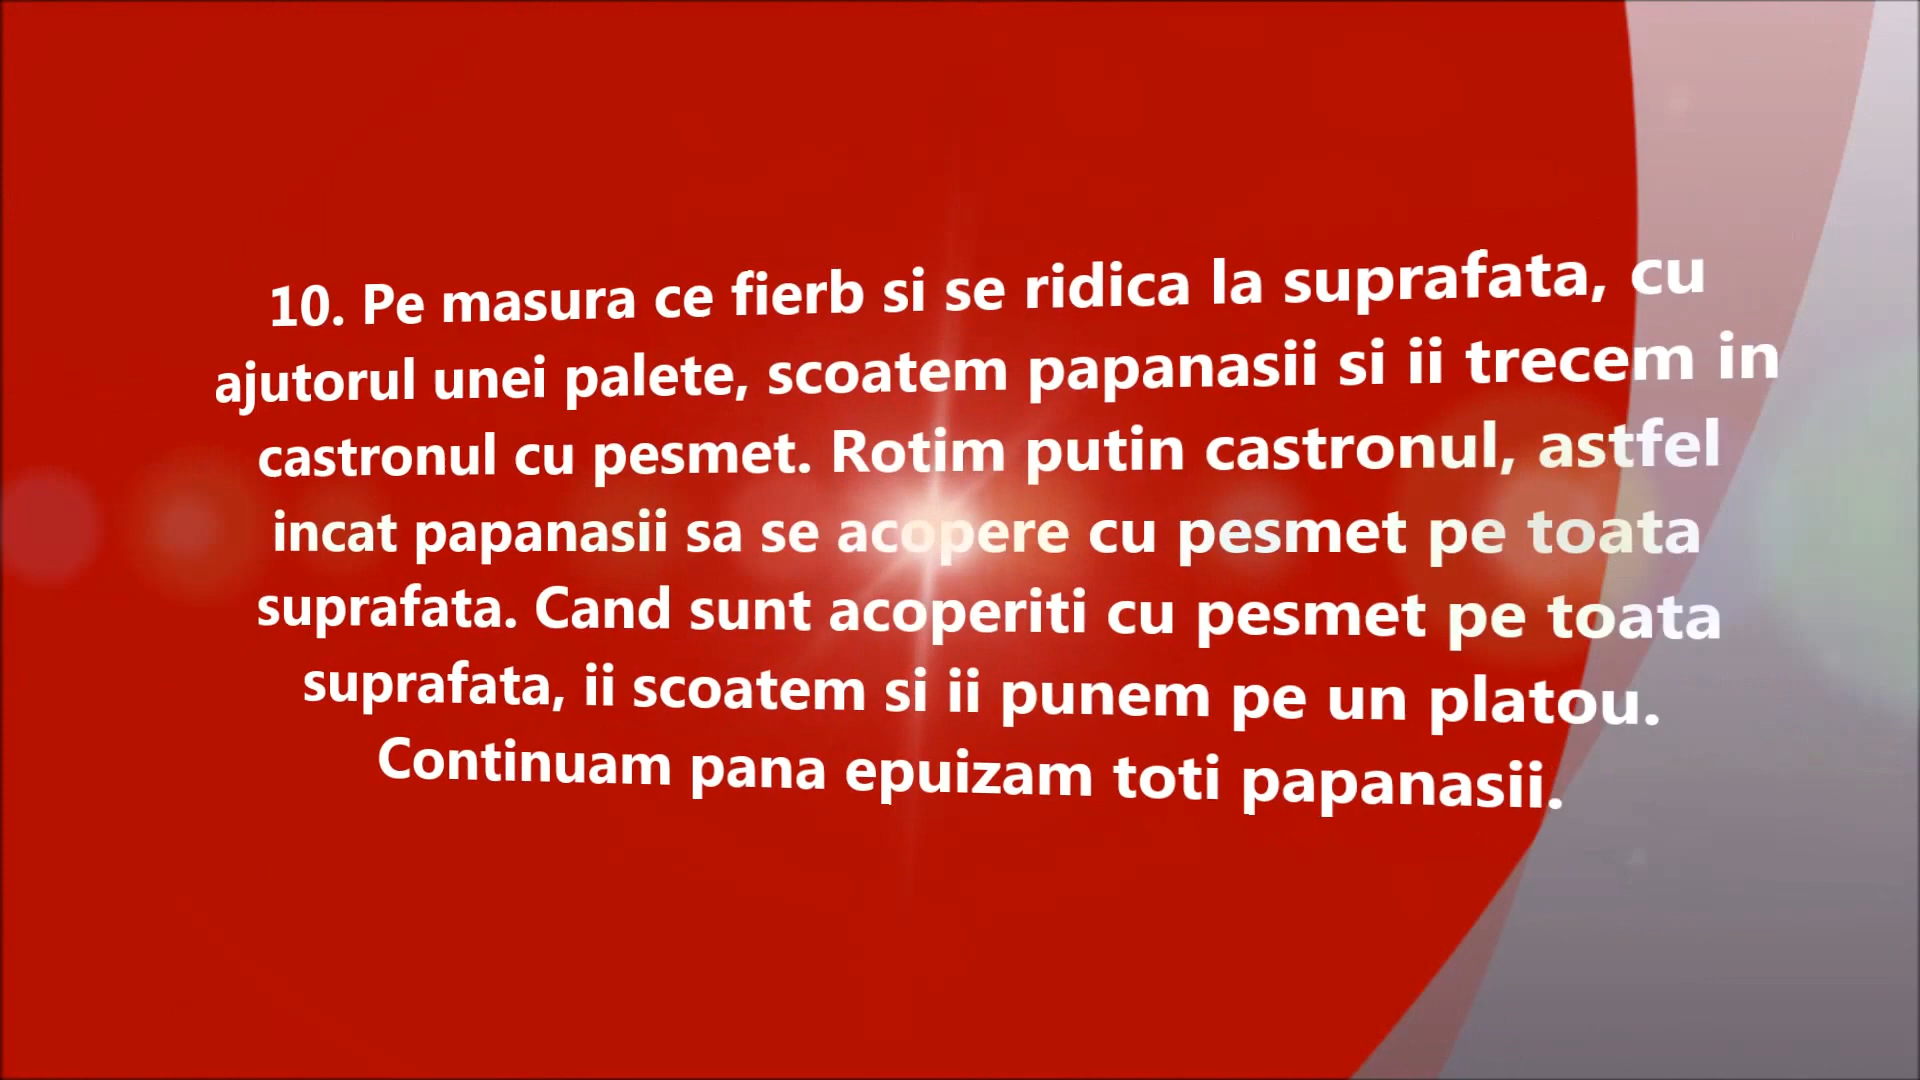 10. Pe masura ce fierb si se ridica la suprafata, cu
ajutorul unei palete, scoatem papanasii si ii trecem in
castronul cu pesmet. Rotim putin castronul, astfel
incat papanasii sa se acopere cu pesmet pe toata
suprafata. Cand sunt acoperiti cu pesmet pe toata
suprafata, ii scoatem si ii punem pe un platou.
Continuam pana epuizam toti papanasii.